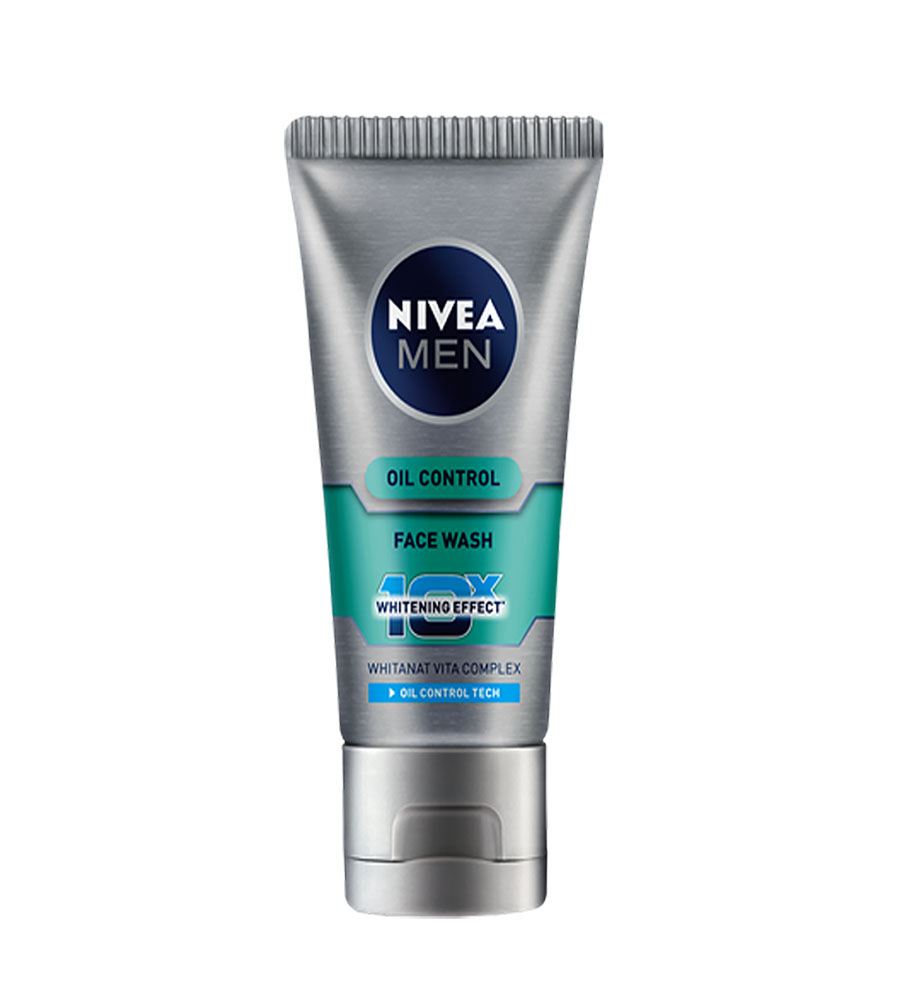 NIVEA
MEN
OIL CONTROL
FACE WASH
10X
WHITENING EFFECT*
WHITANAT VITA COMPLEX
OIL CONTROL TECH